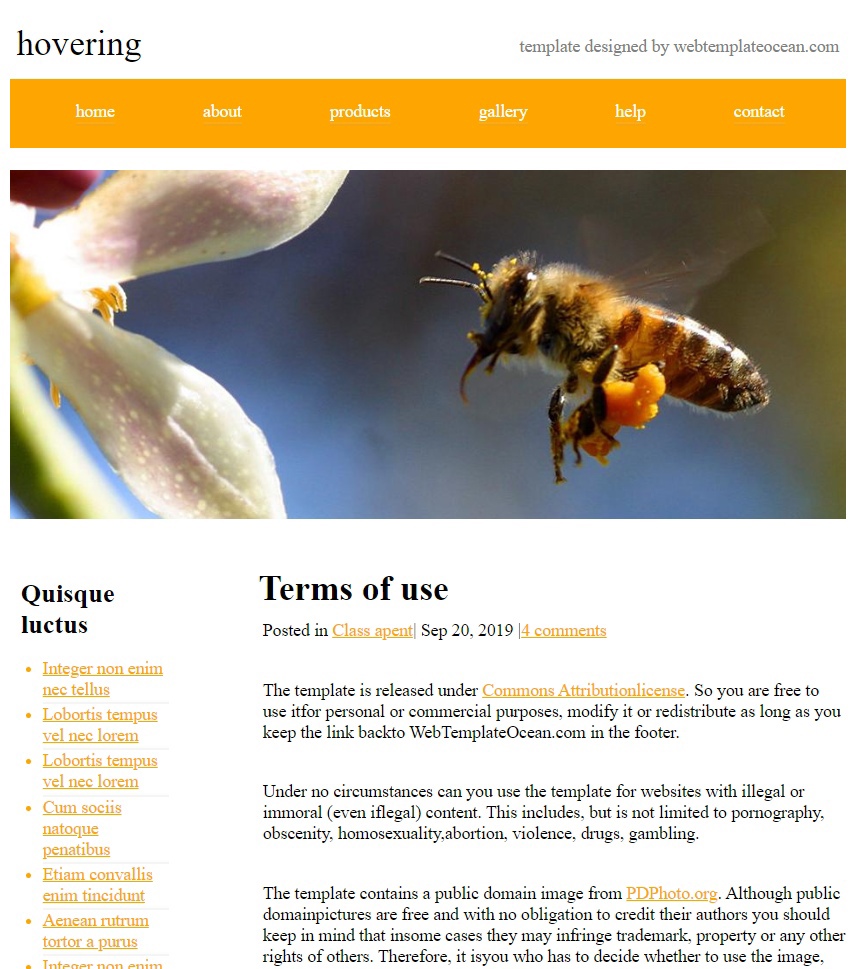 hovering
template designed by webtemplateocean.com
home about products gallery help contact
Quisque
luctus
Integer non enim
nec tellus
Lobortis tempus
vel nec lorem
Lobortis tempus
vel nec lorem
Cum sociis
natoque
penatibus
Etiam convallis
enim tincidunt
Aenean rutrum
tortor a purus
Integer non enim
Terms of use
Posted in Class apent| Sep 20, 2019 |4 comments
The template is released under Commons Attributionlicense. So you are free to
use itfor personal or commercial purposes, modify it or redistribute as long as you
keep the link backto WebTemplateOcean.com in the footer.
Under no circumstances can you use the template for websites with illegal or
immoral (even iflegal) content. This includes, but is not limited to pornography,
obscenity, homosexuality,abortion, violence, drugs, gambling.
The template contains a public domain image from PDPhoto.org. Although public
domainpictures are free and with no obligation to credit their authors you should
keep in mind that insome cases they may infringe trademark, property or any other
rights of others. Therefore, it isyou who has to decide whether to use the image,